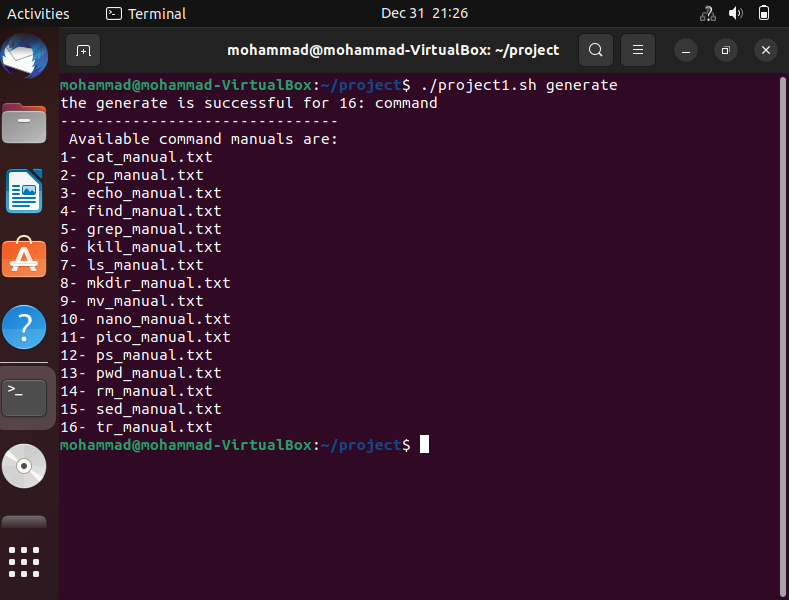 Activities Terminal Dec 31 21:26
mohammad@mohammad-VirtualBox: ~/project
mohammad@mohammad-VirtualBox:~/project$ ./project1.sh generate
the generate is successful for 16: command
-------------------------------
 Available command manuals are:
1- cat_manual.txt
2- cp_manual.txt
3- echo_manual.txt
4- find_manual.txt
5- grep_manual.txt
6- kill_manual.txt
7- ls_manual.txt
8- mkdir_manual.txt
9- mv_manual.txt
10- nano_manual.txt
11- pico_manual.txt
12- ps_manual.txt
13- pwd_manual.txt
14- rm_manual.txt
15- sed_manual.txt
16- tr_manual.txt
mohammad@mohammad-VirtualBox:~/project$